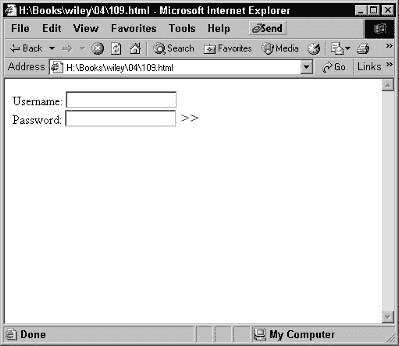 H:\Books\wiley\04\109.html - Microsoft Internet Explorer
File Edit View Favorites Tools Help Send
Back Search Favorites Media »
Address H:\Books\wiley\04\109.html Go Links »
Username:
Password: >>
Done My Computer